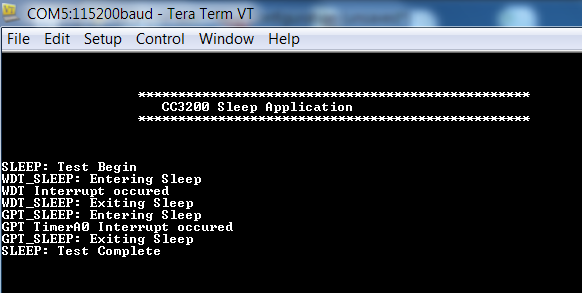 COM5:115200baud - Tera Term VT
File Edit Setup Control Window Help
*************************************************
CC3200 Sleep Application
*************************************************
SLEEP: Test Begin
WDT_SLEEP: Entering Sleep
WDT Interrupt occured
WDT_SLEEP: Exiting Sleep
GPT_SLEEP: Entering Sleep
GPT TimerA0 Interrupt occured
GPT_SLEEP: Exiting Sleep
SLEEP: Test Complete